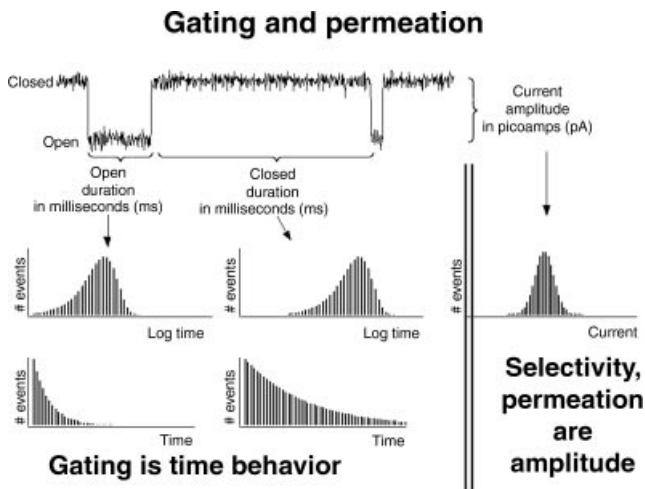 Gating and permeation
Closed
Open
Current
amplitude
in picoamps (pA)
Open
duration
in milliseconds (ms)
Closed
duration
in milliseconds (ms)
# events
Log time
# events
Log time
# events
Current
# events
Time
# events
Time
Gating is time behavior
Selectivity,
permeation
are
amplitude